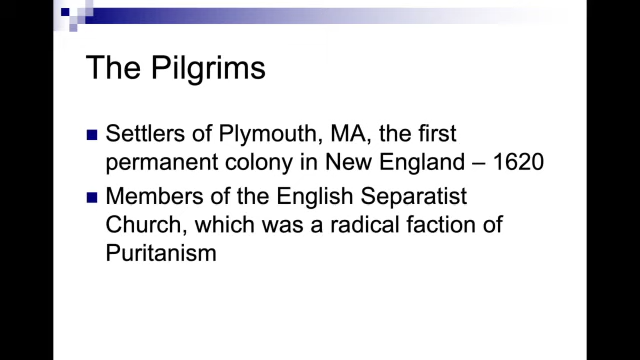 The Pilgrims
Settlers of Plymouth, MA, the first
permanent colony in New England – 1620
Members of the English Separatist
Church, which was a radical faction of
Puritanism